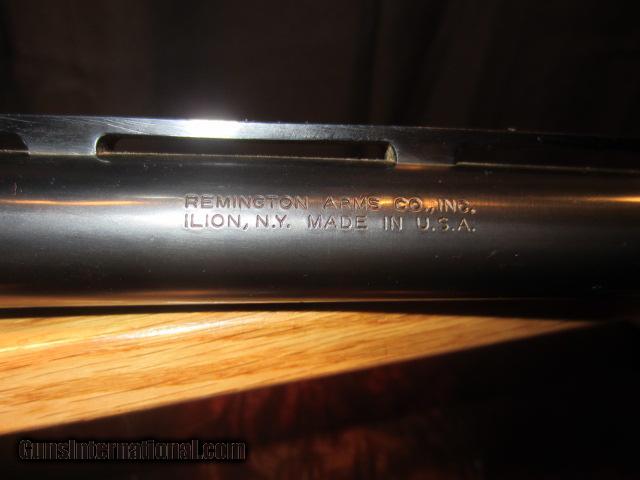 REMINGTON ARMS CO., INC.
ILION, N.Y. MADE IN U.S.A.
GunsInternational.com